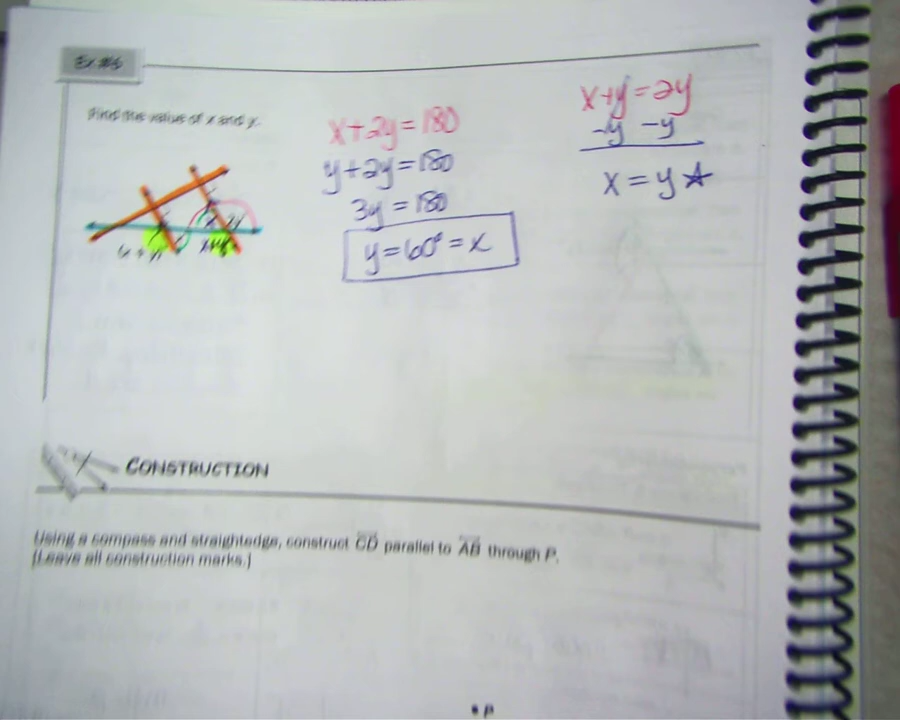 Ex #6
Find the value of x and y.
x+2y=180
y+2y=180
3y =180
y=60°=x
x+y=2y
-y -y
x=y☆
2y
x+y
CONSTRUCTION
Using a compass and straightedge, construct CD parallel to AB through P.
(Leave all construction marks.)
P